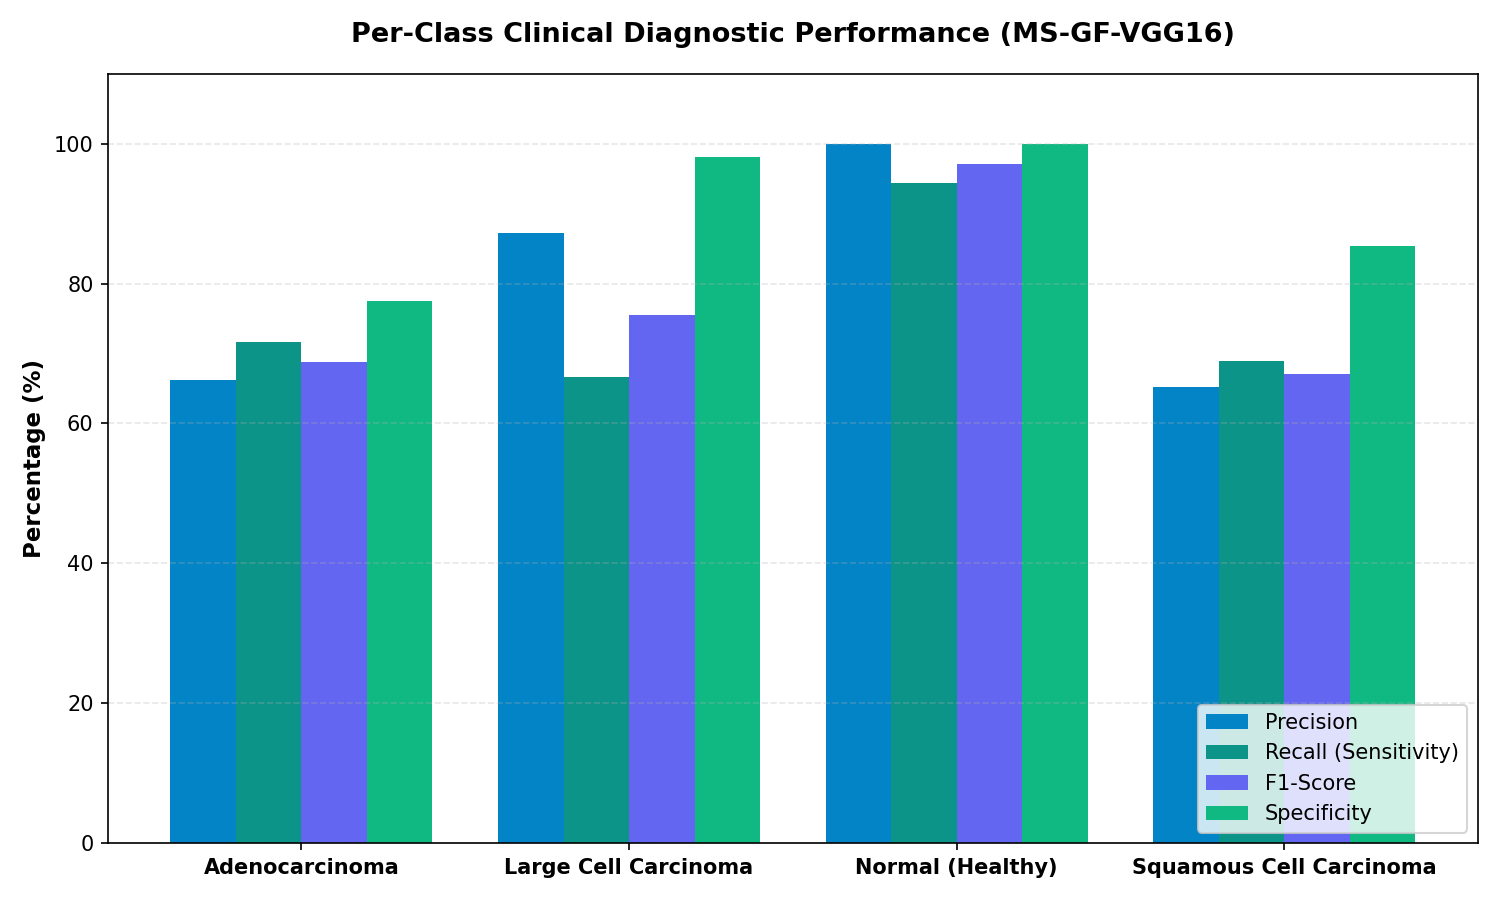 Per-Class Clinical Diagnostic Performance (MS-GF-VGG16)
Percentage (%)
100
80
60
40
20
0
Precision
Recall (Sensitivity)
F1-Score
Specificity
Adenocarcinoma
Large Cell Carcinoma
Normal (Healthy)
Squamous Cell Carcinoma